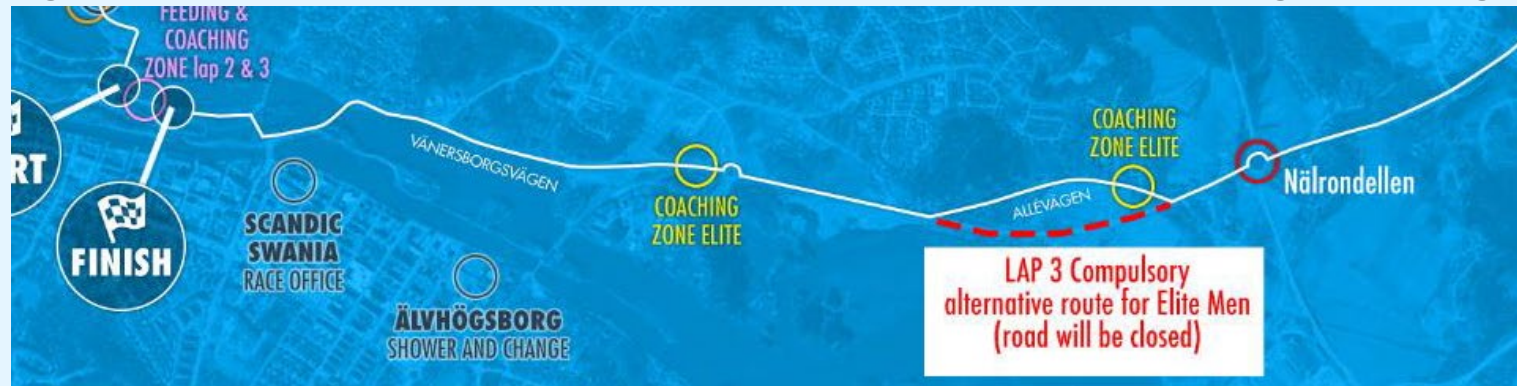 FEEDING &
COACHING
ZONE lap 2 & 3
RT
FINISH
SCANDIC
SWANIA
RACE OFFICE
ÄLVHÖGSBORG
SHOWER AND CHANGE
VÄNERSBORGSVÄGEN
COACHING
ZONE ELITE
ALLEVÄGEN
COACHING
ZONE ELITE
Nälrondellen
LAP 3 Compulsory
alternative route for Elite Men
(road will be closed)